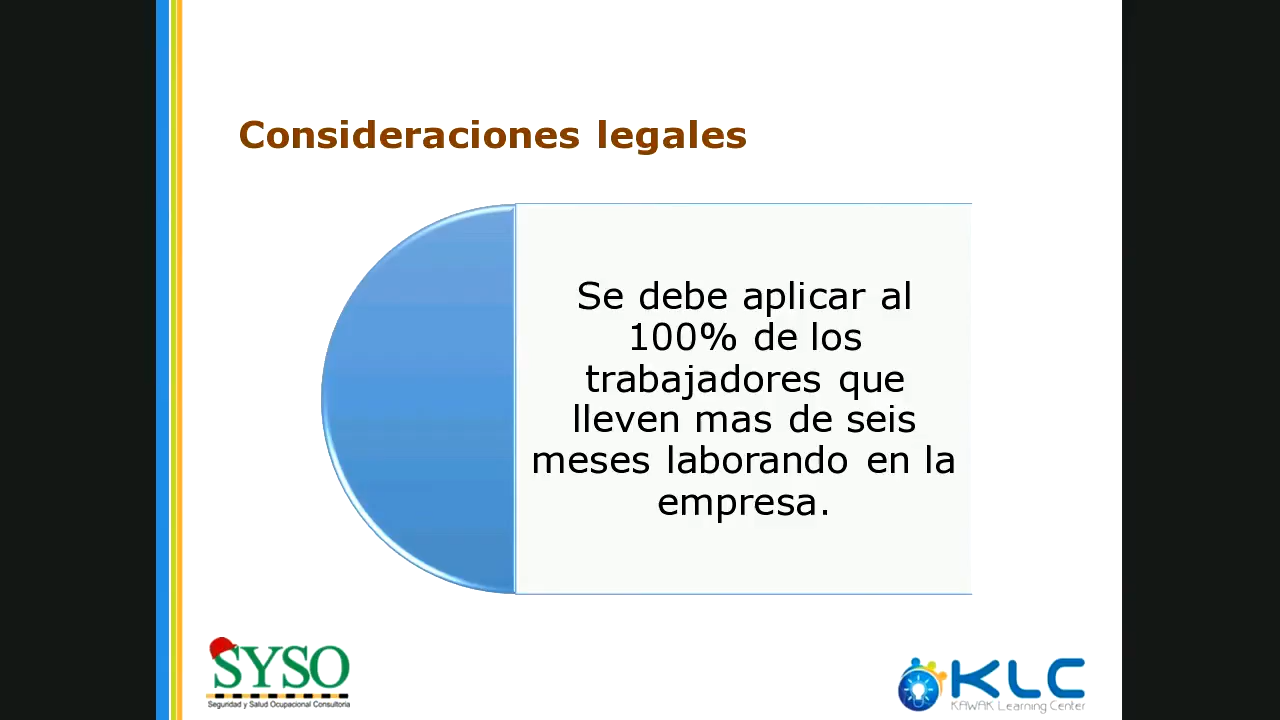 Consideraciones legales
Se debe aplicar al
100% de los
trabajadores que
lleven mas de seis
meses laborando en la
empresa.
SYSO
Seguridad y Salud Ocupacional Consultoria
KLC
KAWAK Learning Center